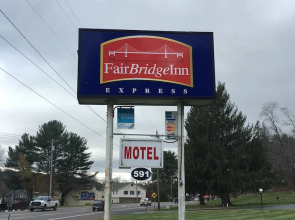 FairBridgeInn
EXPRESS
MOTEL
591